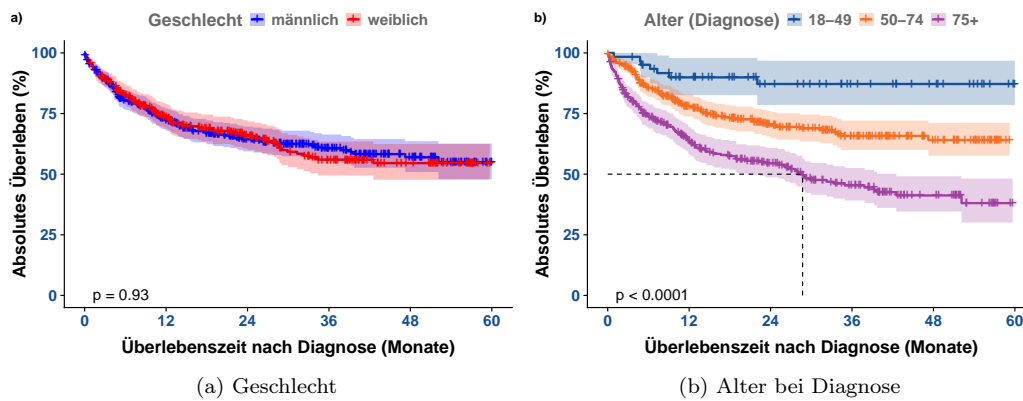 a)
Geschlecht männlich weiblich
Absolutes Überleben (%)
100
75
50
25
0
p = 0.93
0 12 24 36 48 60
Überlebenszeit nach Diagnose (Monate)
(a) Geschlecht
b)
Alter (Diagnose) 18–49 50–74 75+
Absolutes Überleben (%)
100
75
50
25
0
p < 0.0001
0 12 24 36 48 60
Überlebenszeit nach Diagnose (Monate)
(b) Alter bei Diagnose